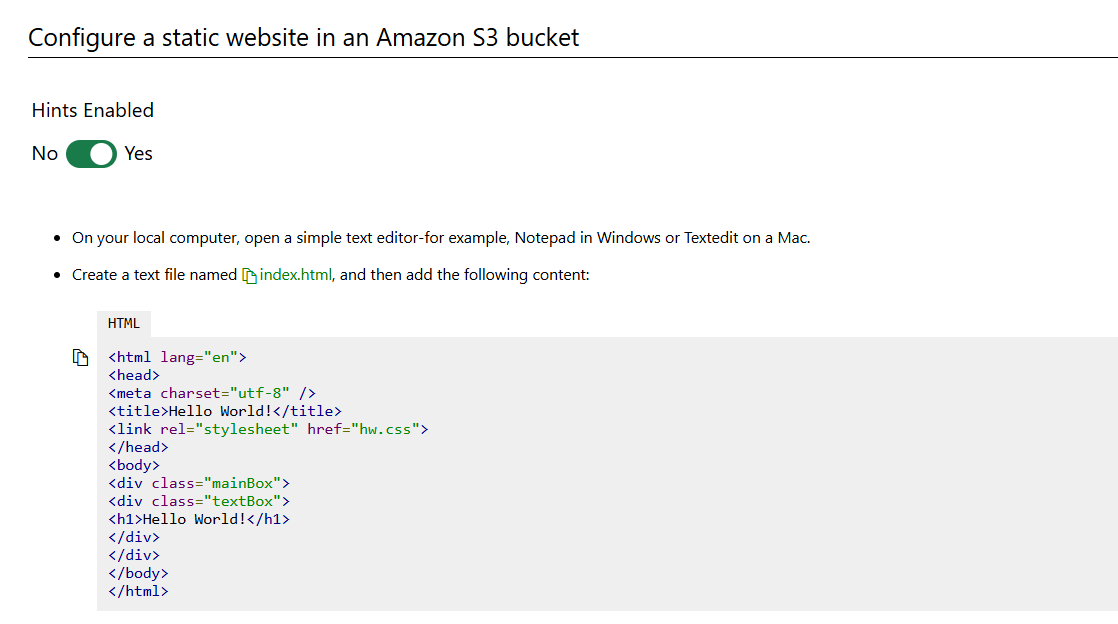 Configure a static website in an Amazon S3 bucket
Hints Enabled
No Yes
On your local computer, open a simple text editor-for example, Notepad in Windows or Textedit on a Mac.
Create a text file named index.html, and then add the following content:
HTML
<html lang="en">
<head>
<meta charset="utf-8" />
<title>Hello World!</title>
<link rel="stylesheet" href="hw.css">
</head>
<body>
<div class="mainBox">
<div class="textBox">
<h1>Hello World!</h1>
</div>
</div>
</body>
</html>